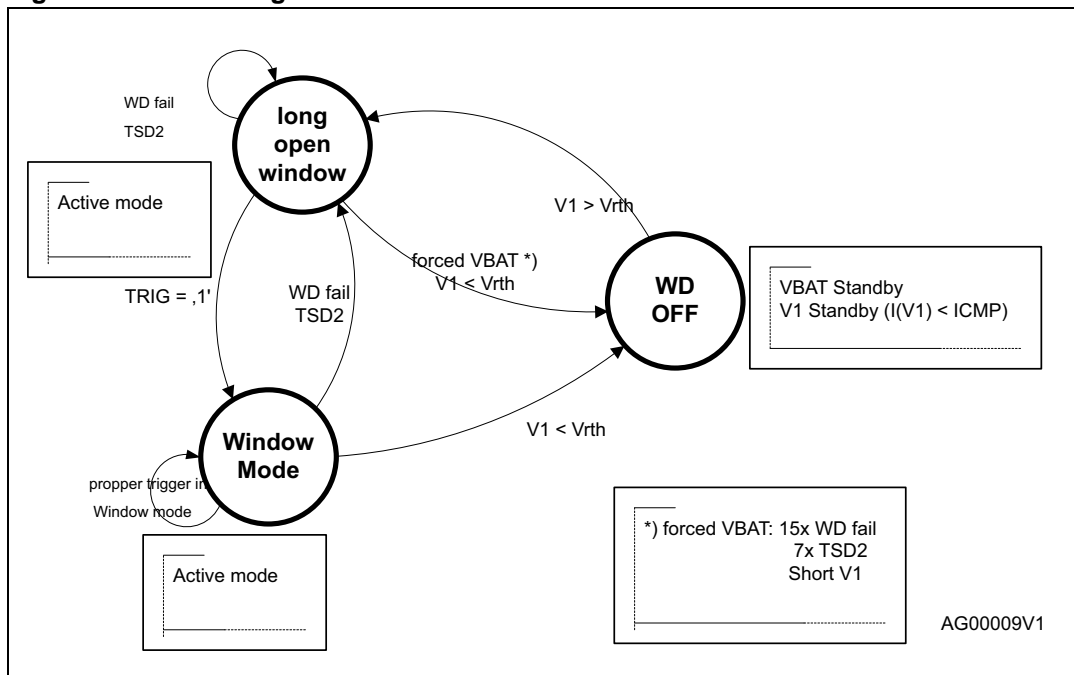 WD fail
TSD2
long
open
window
Active mode
V1 > Vrth
forced VBAT *)
V1 < Vrth
WD
OFF
VBAT Standby
V1 Standby (I(V1) < ICMP)
TRIG = ,1'
WD fail
TSD2
V1 < Vrth
Window
Mode
propper trigger in
Window mode
Active mode
*) forced VBAT: 15x WD fail
7x TSD2
Short V1
AG00009V1